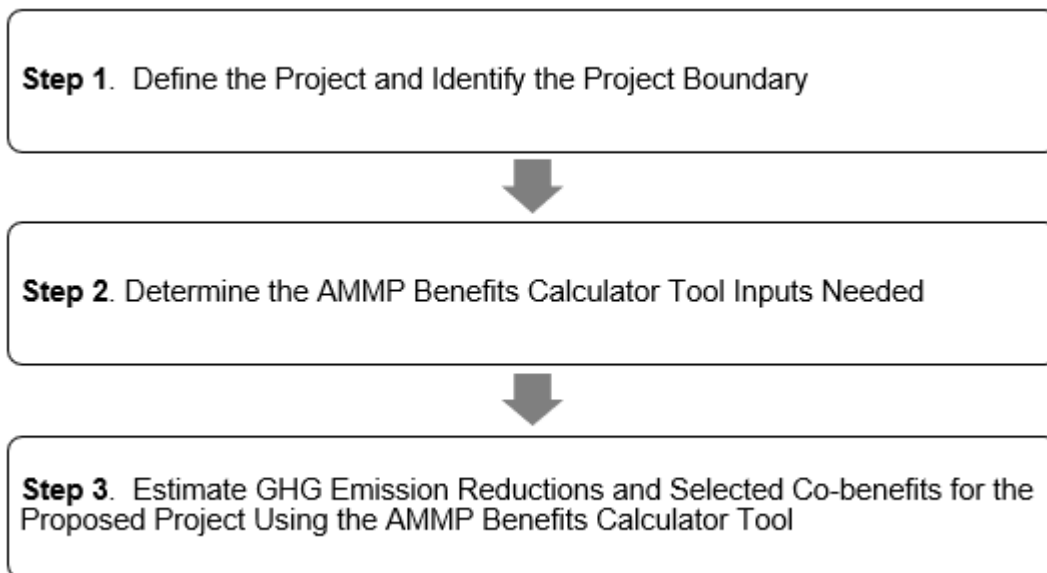 Step 1. Define the Project and Identify the Project Boundary
Step 2. Determine the AMMP Benefits Calculator Tool Inputs Needed
Step 3. Estimate GHG Emission Reductions and Selected Co-benefits for the
Proposed Project Using the AMMP Benefits Calculator Tool